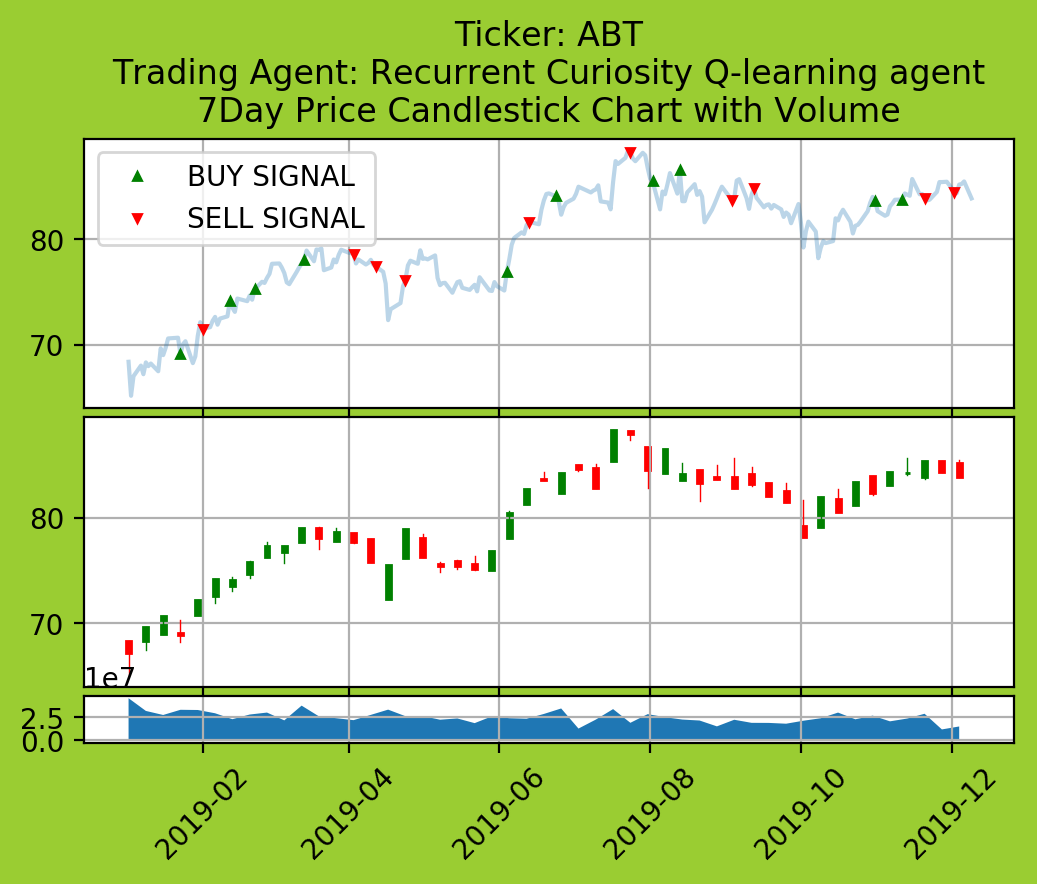 Ticker: ABT
Trading Agent: Recurrent Curiosity Q-learning agent
7Day Price Candlestick Chart with Volume
BUY SIGNAL
SELL SIGNAL
80
70
80
70
1e7
2.5
0.0
2019-02
2019-04
2019-06
2019-08
2019-10
2019-12